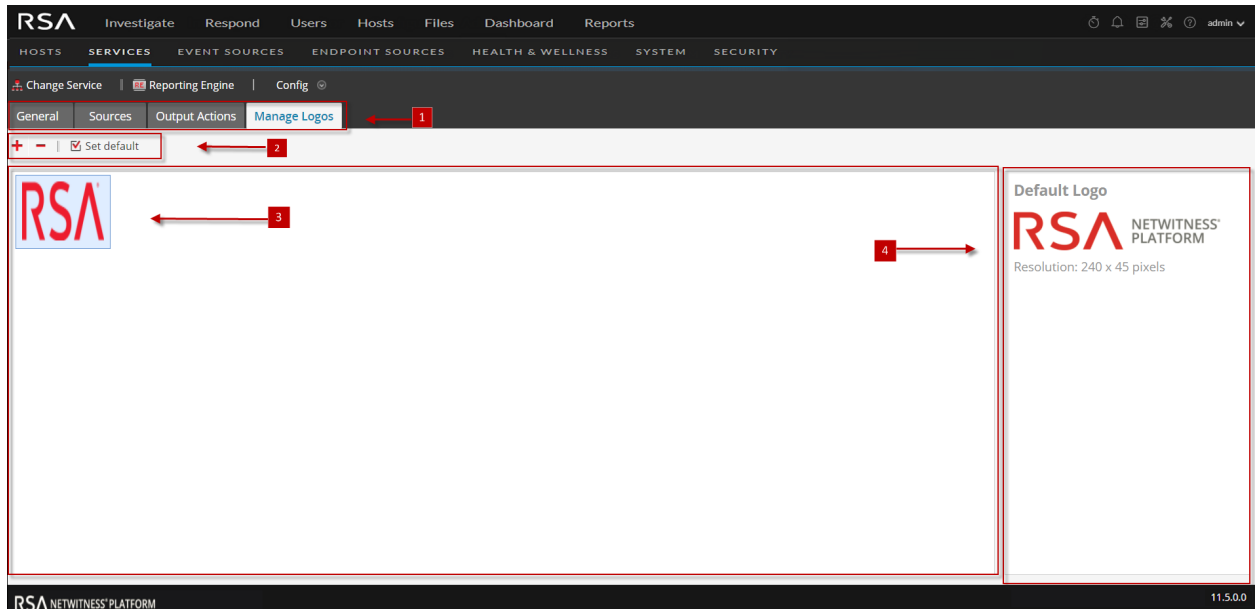 RSA Investigate Respond Users Hosts Files Dashboard Reports admin
HOSTS SERVICES EVENT SOURCES ENDPOINT SOURCES HEALTH & WELLNESS SYSTEM SECURITY
Change Service | RE Reporting Engine | Config
General Sources Output Actions Manage Logos 1
+ − | Set default 2
RSA®
3
4
Default Logo
RSA NETWITNESS®
PLATFORM
Resolution: 240 x 45 pixels
RSA NETWITNESS® PLATFORM 11.5.0.0